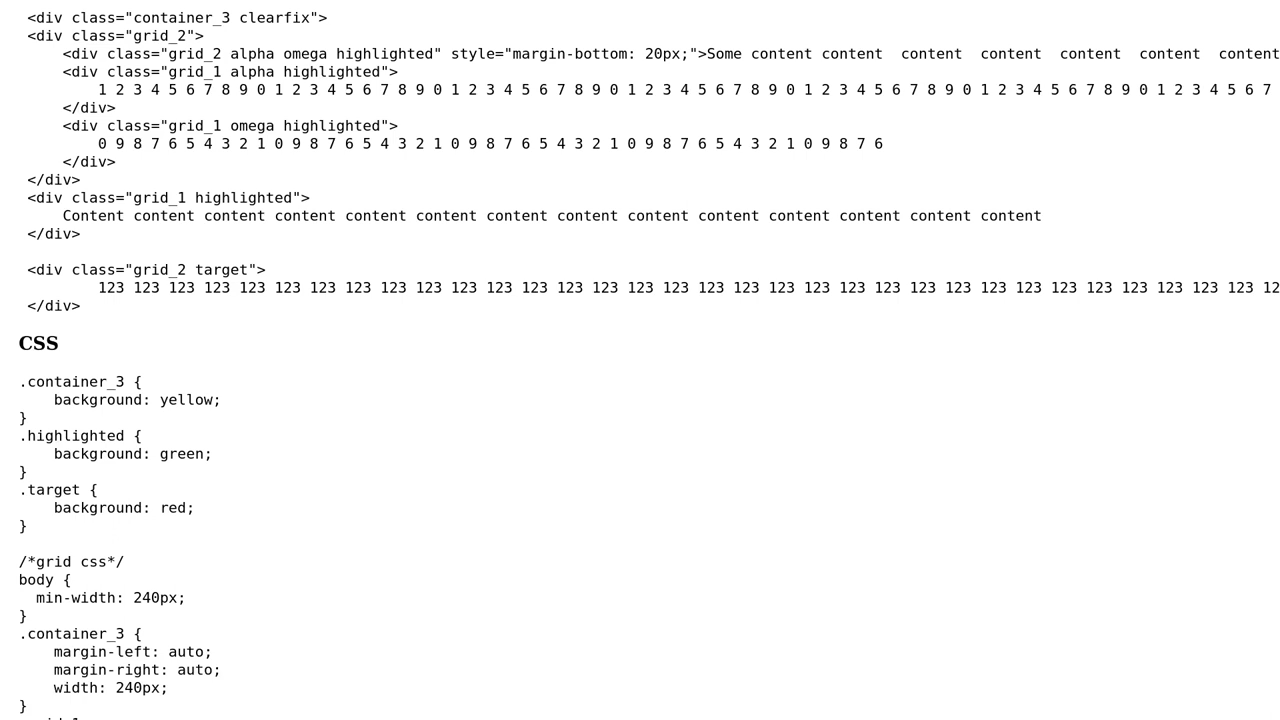 <div class="container_3 clearfix">
<div class="grid_2">
<div class="grid_2 alpha omega highlighted" style="margin-bottom: 20px;">Some content content  content  content  content  content  content
<div class="grid_1 alpha highlighted">
1 2 3 4 5 6 7 8 9 0 1 2 3 4 5 6 7 8 9 0 1 2 3 4 5 6 7 8 9 0 1 2 3 4 5 6 7 8 9 0 1 2 3 4 5 6 7 8 9 0 1 2 3 4 5 6 7 8 9 0 1 2 3 4 5 6 7
</div>
<div class="grid_1 omega highlighted">
0 9 8 7 6 5 4 3 2 1 0 9 8 7 6 5 4 3 2 1 0 9 8 7 6 5 4 3 2 1 0 9 8 7 6 5 4 3 2 1 0 9 8 7 6
</div>
</div>
<div class="grid_1 highlighted">
Content content content content content content content content content content content content content content
</div>
<div class="grid_2 target">
123 123 123 123 123 123 123 123 123 123 123 123 123 123 123 123 123 123 123 123 123 123 123 123 123 123 123 123 123 123 123 123 123 12
</div>
CSS
.container_3 {
background: yellow;
}
.highlighted {
background: green;
}
.target {
background: red;
}
/*grid css*/
body {
min-width: 240px;
}
.container_3 {
margin-left: auto;
margin-right: auto;
width: 240px;
}